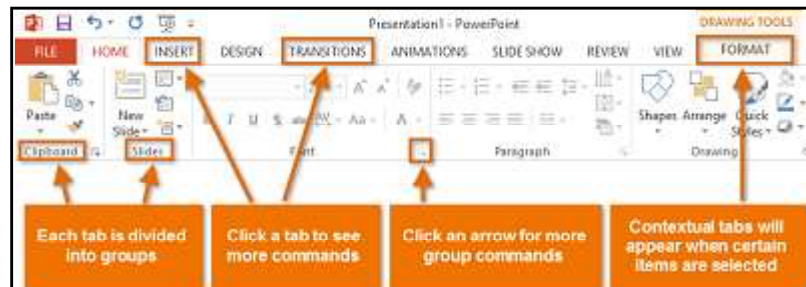 Presentation1 - PowerPoint
DRAWING TOOLS
FILE HOME INSERT DESIGN TRANSITIONS ANIMATIONS SLIDE SHOW REVIEW VIEW FORMAT
Paste
New
Slide
Shapes Arrange Quick
Styles
Clipboard Slides Font Paragraph Drawing
Each tab is divided
into groups
Click a tab to see
more commands
Click an arrow for more
group commands
Contextual tabs will
appear when certain
items are selected